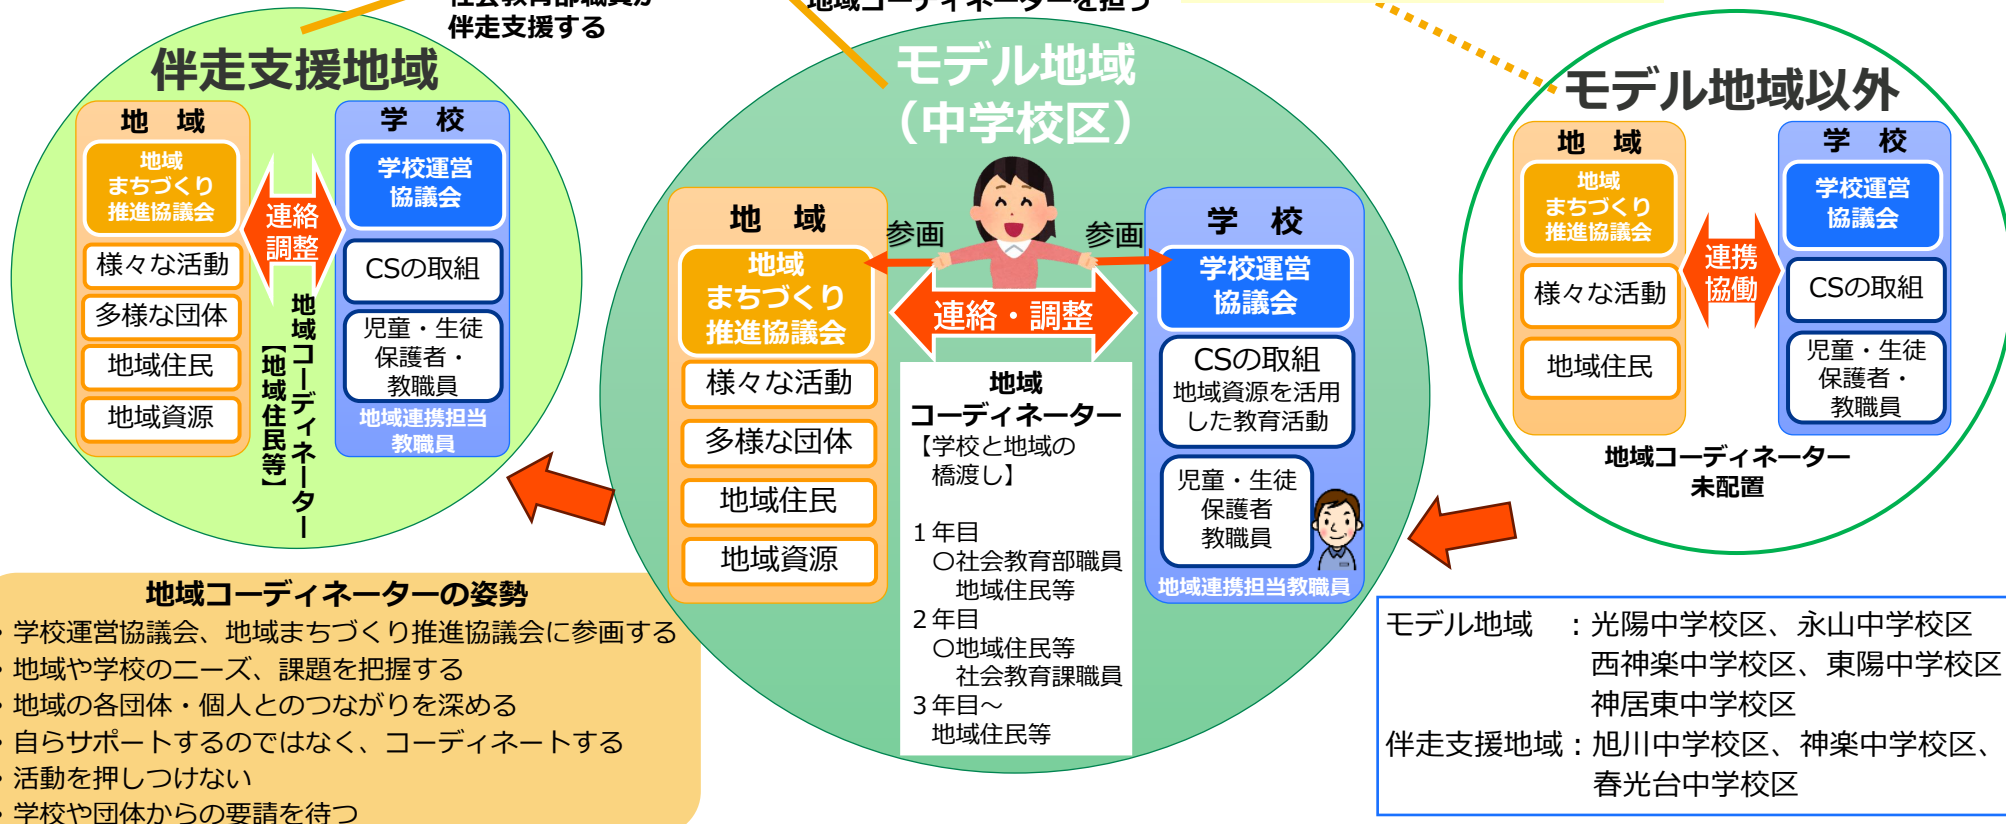 社会教育部職員が
伴走支援する
地域コーディネーターを担う
伴走支援地域
地　域
地域
まちづくり
推進協議会
様々な活動
多様な団体
地域住民
地域資源
連絡
調整
地域コーディネーター
【地域住民等】
学　校
学校運営
協議会
CSの取組
児童・生徒
保護者・
教職員
地域連携担当
教職員
モデル地域
（中学校区）
地　域
地域
まちづくり
推進協議会
様々な活動
多様な団体
地域住民
地域資源
参画
参画
連絡・調整
地域
コーディネーター
【学校と地域の
橋渡し】
１年目
〇社会教育部職員
地域住民等
２年目
〇地域住民等
社会教育課職員
３年目～
地域住民等
学　校
学校運営
協議会
CSの取組
地域資源を活用
した教育活動
児童・生徒
保護者
教職員
地域連携担当教職員
モデル地域以外
地　域
地域
まちづくり
推進協議会
様々な活動
地域住民
連携
協働
学　校
学校運営
協議会
CSの取組
児童・生徒
保護者・
教職員
地域コーディネーター
未配置
地域コーディネーターの姿勢
・学校運営協議会、地域まちづくり推進協議会に参画する
・地域や学校のニーズ、課題を把握する
・地域の各団体・個人とのつながりを深める
・自らサポートするのではなく、コーディネートする
・活動を押しつけない
・学校や団体からの要請を待つ
モデル地域　：光陽中学校区、永山中学校区
西神楽中学校区、東陽中学校区
神居東中学校区
伴走支援地域：旭川中学校区、神楽中学校区、
春光台中学校区